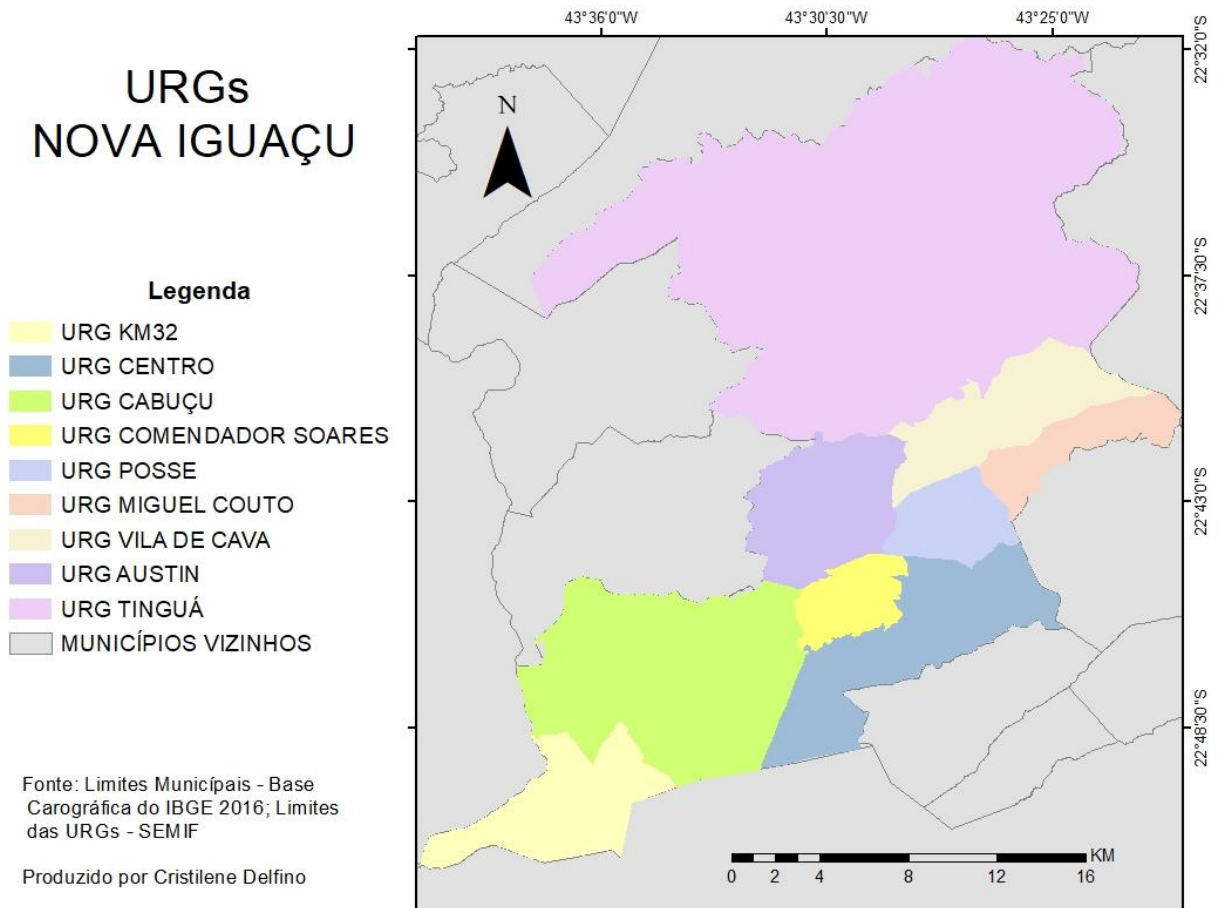 URGs
NOVA IGUAÇU
Legenda
URG KM32
URG CENTRO
URG CABUÇU
URG COMENDADOR SOARES
URG POSSE
URG MIGUEL COUTO
URG VILA DE CAVA
URG AUSTIN
URG TINGUÁ
MUNICÍPIOS VIZINHOS
Fonte: Limites Municípais - Base
Carográfica do IBGE 2016; Limites
das URGs - SEMIF
Produzido por Cristilene Delfino
43°36'0"W 43°30'30"W 43°25'0"W
N
22°32'0"S
22°37'30"S
22°43'0"S
22°48'30"S
KM
0 2 4 8 12 16